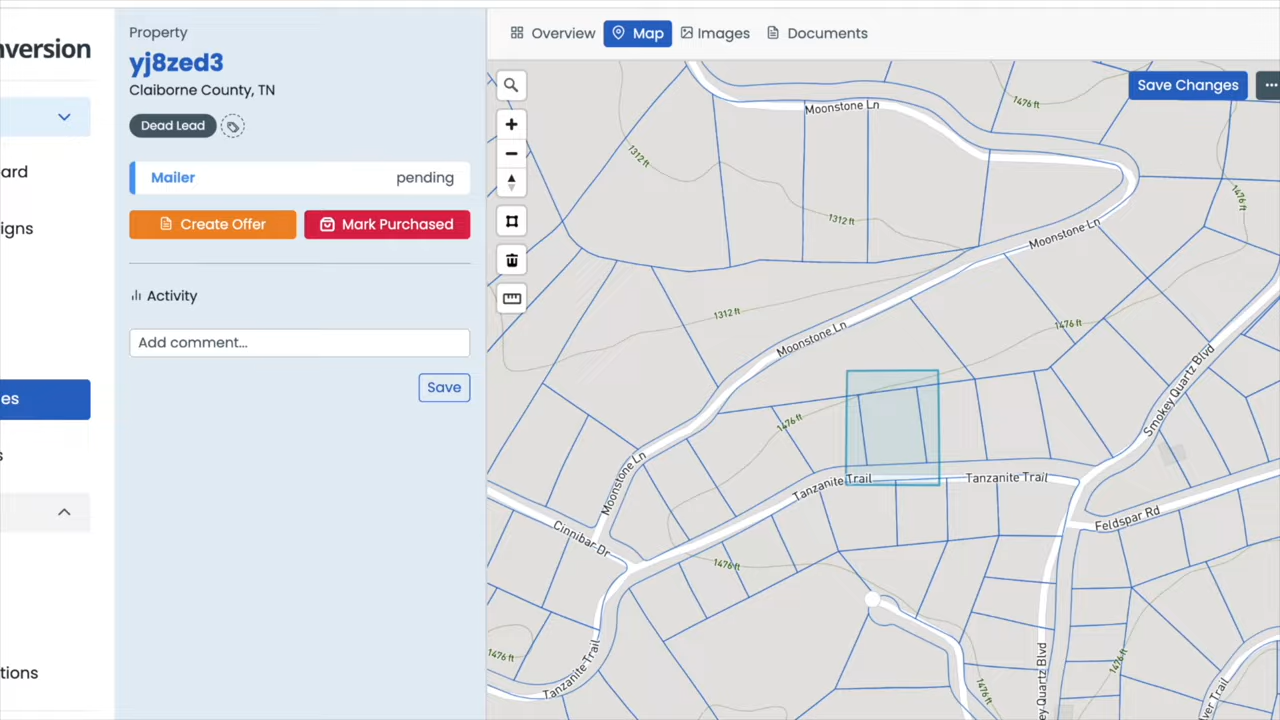 nversion
ard
igns
es
s
tions
Property
yj8zed3
Claiborne County, TN
Dead Lead
Mailer
pending
Create Offer
Mark Purchased
Activity
Add comment...
Save
Overview
Map
Images
Documents
Save Changes
Moonstone Ln
1476 ft
1312 ft
1476 ft
1312 ft
Moonstone Ln
1312 ft
1476 ft
Moonstone Ln
Smokey Quartz Blvd
1476 ft
Moonstone Ln
Tanzanite Trail
Tanzanite Trail
Feldspar Rd
Cinnibar Dr
1476 ft
1476 ft
Tanzanite Trail
1476 ft
1476 ft
ey Quartz Blvd
ver Trail